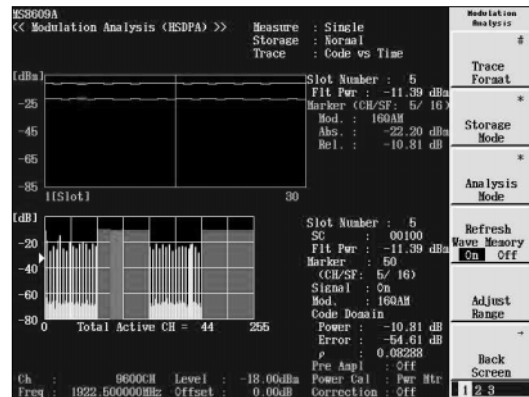 MS8609A
<< Modulation Analysis (HSDPA) >>
Measure : Single
Storage : Normal
Trace : Code vs Time
[dBm]
-25
-45
-65
-85
1[Slot]
30
Slot Number : 5
Flt Pwr : -11.39 dBm
Marker (CH/SF: 5/ 16)
Mod. : 16QAM
Abs. : -22.20 dBm
Rel. : -10.81 dB
[dB]
-20
-40
-60
-80
0
Total Active CH = 44
255
Slot Number : 5
SC : 00100
Flt Pwr : -11.39 dBm
Marker : 50
(CH/SF: 5/ 16)
Signal : On
Mod. : 16QAM
Code Domain
Power : -10.81 dB
Error : -54.61 dB
ρ : 0.08288
Pre Ampl : Off
Ch : 9600CH Level : -18.00dBm Power Cal : Pwr Mtr
Freq : 1922.500000MHz Offset : 0.00dB Correction : Off
Modulation
Analysis
#
Trace
Format
*
Storage
Mode
*
Analysis
Mode
Refresh
Wave Memory
On Off
Adjust
Range
→
Back
Screen
1 2 3